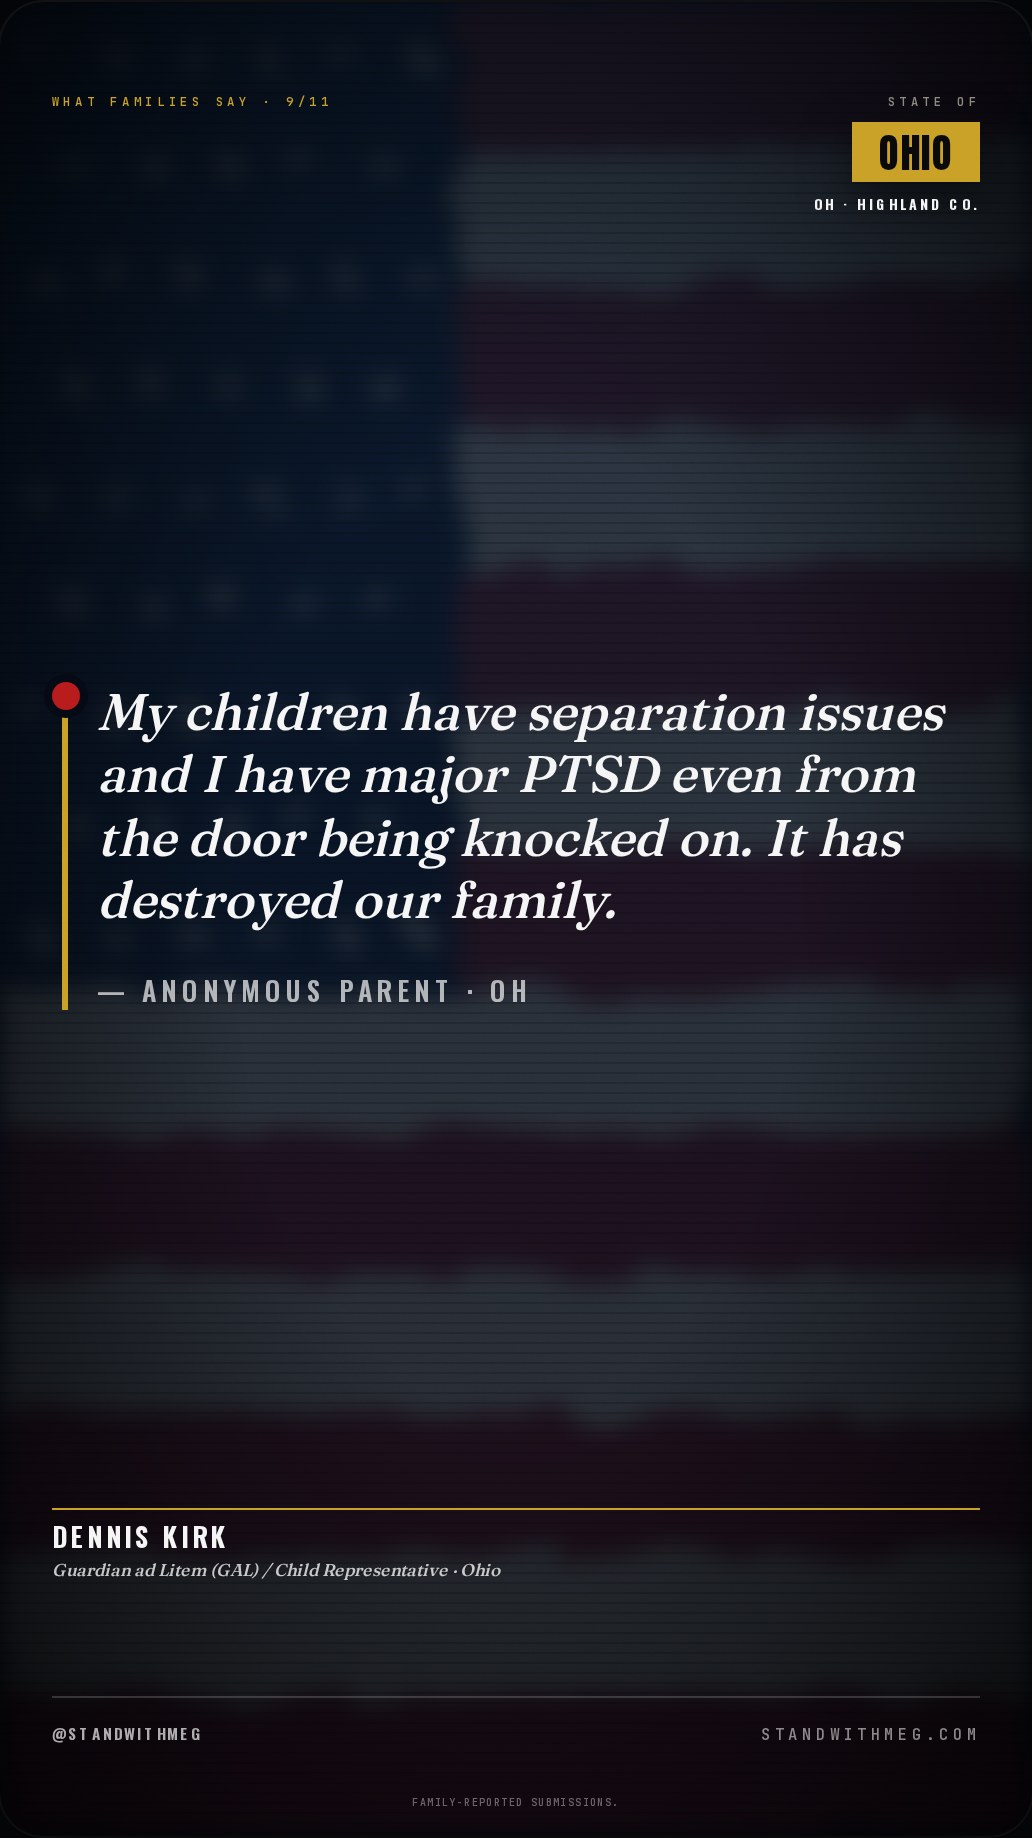 WHAT FAMILIES SAY · 9/11
STATE OF
OHIO
OH · HIGHLAND CO.
My children have separation issues
and I have major PTSD even from
the door being knocked on. It has
destroyed our family.
— ANONYMOUS PARENT · OH
DENNIS KIRK
Guardian ad Litem (GAL) / Child Representative · Ohio
@STANDWITHMEG
STANDWITHMEG.COM
FAMILY-REPORTED SUBMISSIONS.